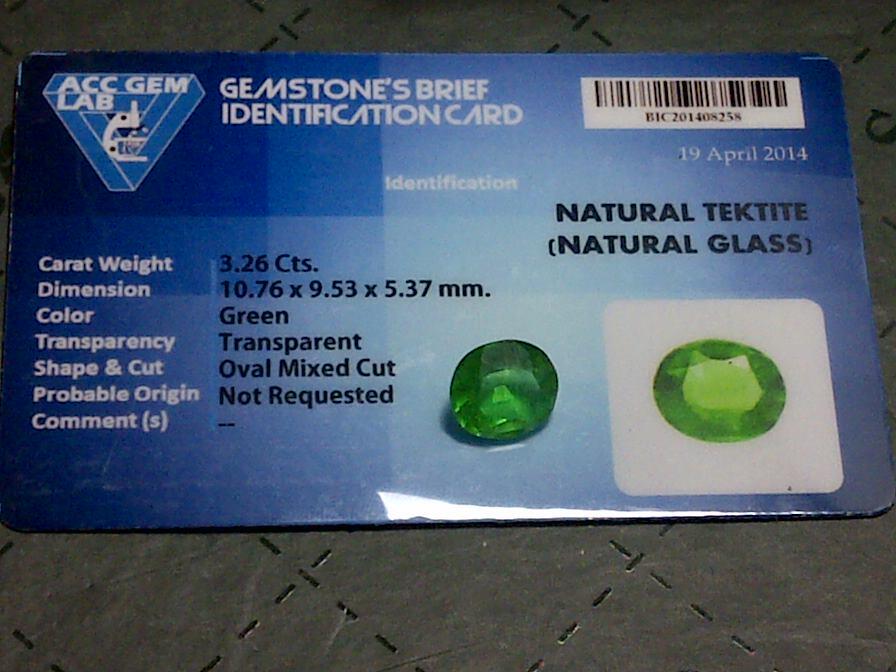 ACC GEM
LAB
GEMSTONE'S BRIEF
IDENTIFICATION CARD
BIC201408258
19 April 2014
Identification
NATURAL TEKTITE
(NATURAL GLASS)
Carat Weight 3.26 Cts.
Dimension 10.76 x 9.53 x 5.37 mm.
Color Green
Transparency Transparent
Shape & Cut Oval Mixed Cut
Probable Origin Not Requested
Comment (s) --